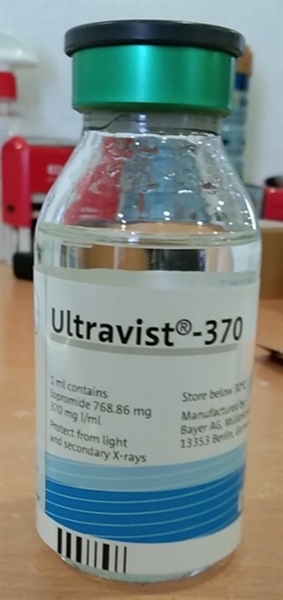 Ultravist®-370
1 ml contains
Iopromide 768.86 mg
370 mg I/ml
Protect from light
and secondary X-rays
Store below 30°C
Manufactured by
Bayer AG,
13353 Berlin,